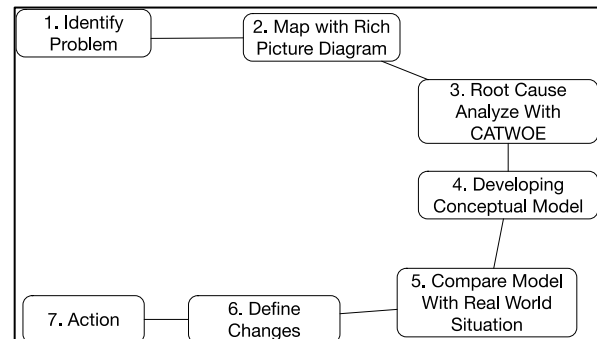 1. Identify
Problem
2. Map with Rich
Picture Diagram
3. Root Cause
Analyze With
CATWOE
4. Developing
Conceptual Model
5. Compare Model
With Real World
Situation
6. Define
Changes
7. Action